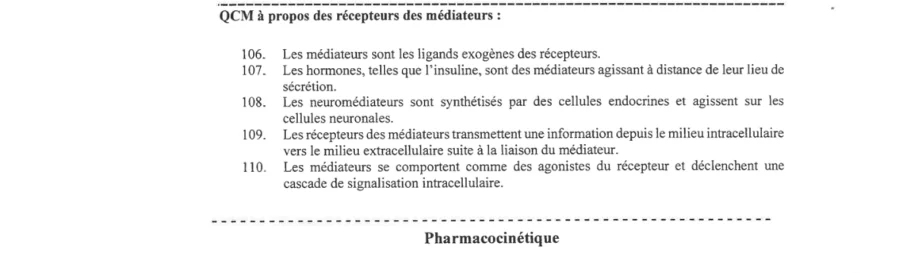 QCM à propos des récepteurs des médiateurs :
106. Les médiateurs sont les ligands exogènes des récepteurs.
107. Les hormones, telles que l'insuline, sont des médiateurs agissant à distance de leur lieu de
sécrétion.
108. Les neuromédiateurs sont synthétisés par des cellules endocrines et agissent sur les
cellules neuronales.
109. Les récepteurs des médiateurs transmettent une information depuis le milieu intracellulaire
vers le milieu extracellulaire suite à la liaison du médiateur.
110. Les médiateurs se comportent comme des agonistes du récepteur et déclenchent une
cascade de signalisation intracellulaire.
Pharmacocinétique